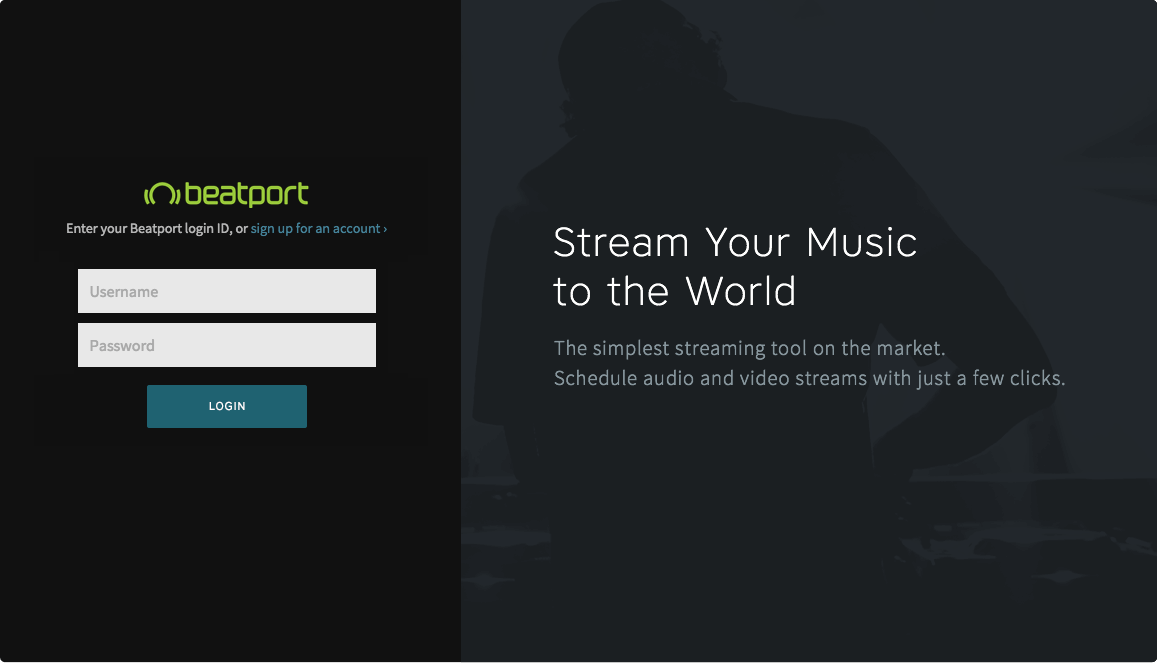 beatport
Enter your Beatport login ID, or sign up for an account ›
Username
Password
LOGIN
Stream Your Music
to the World
The simplest streaming tool on the market.
Schedule audio and video streams with just a few clicks.